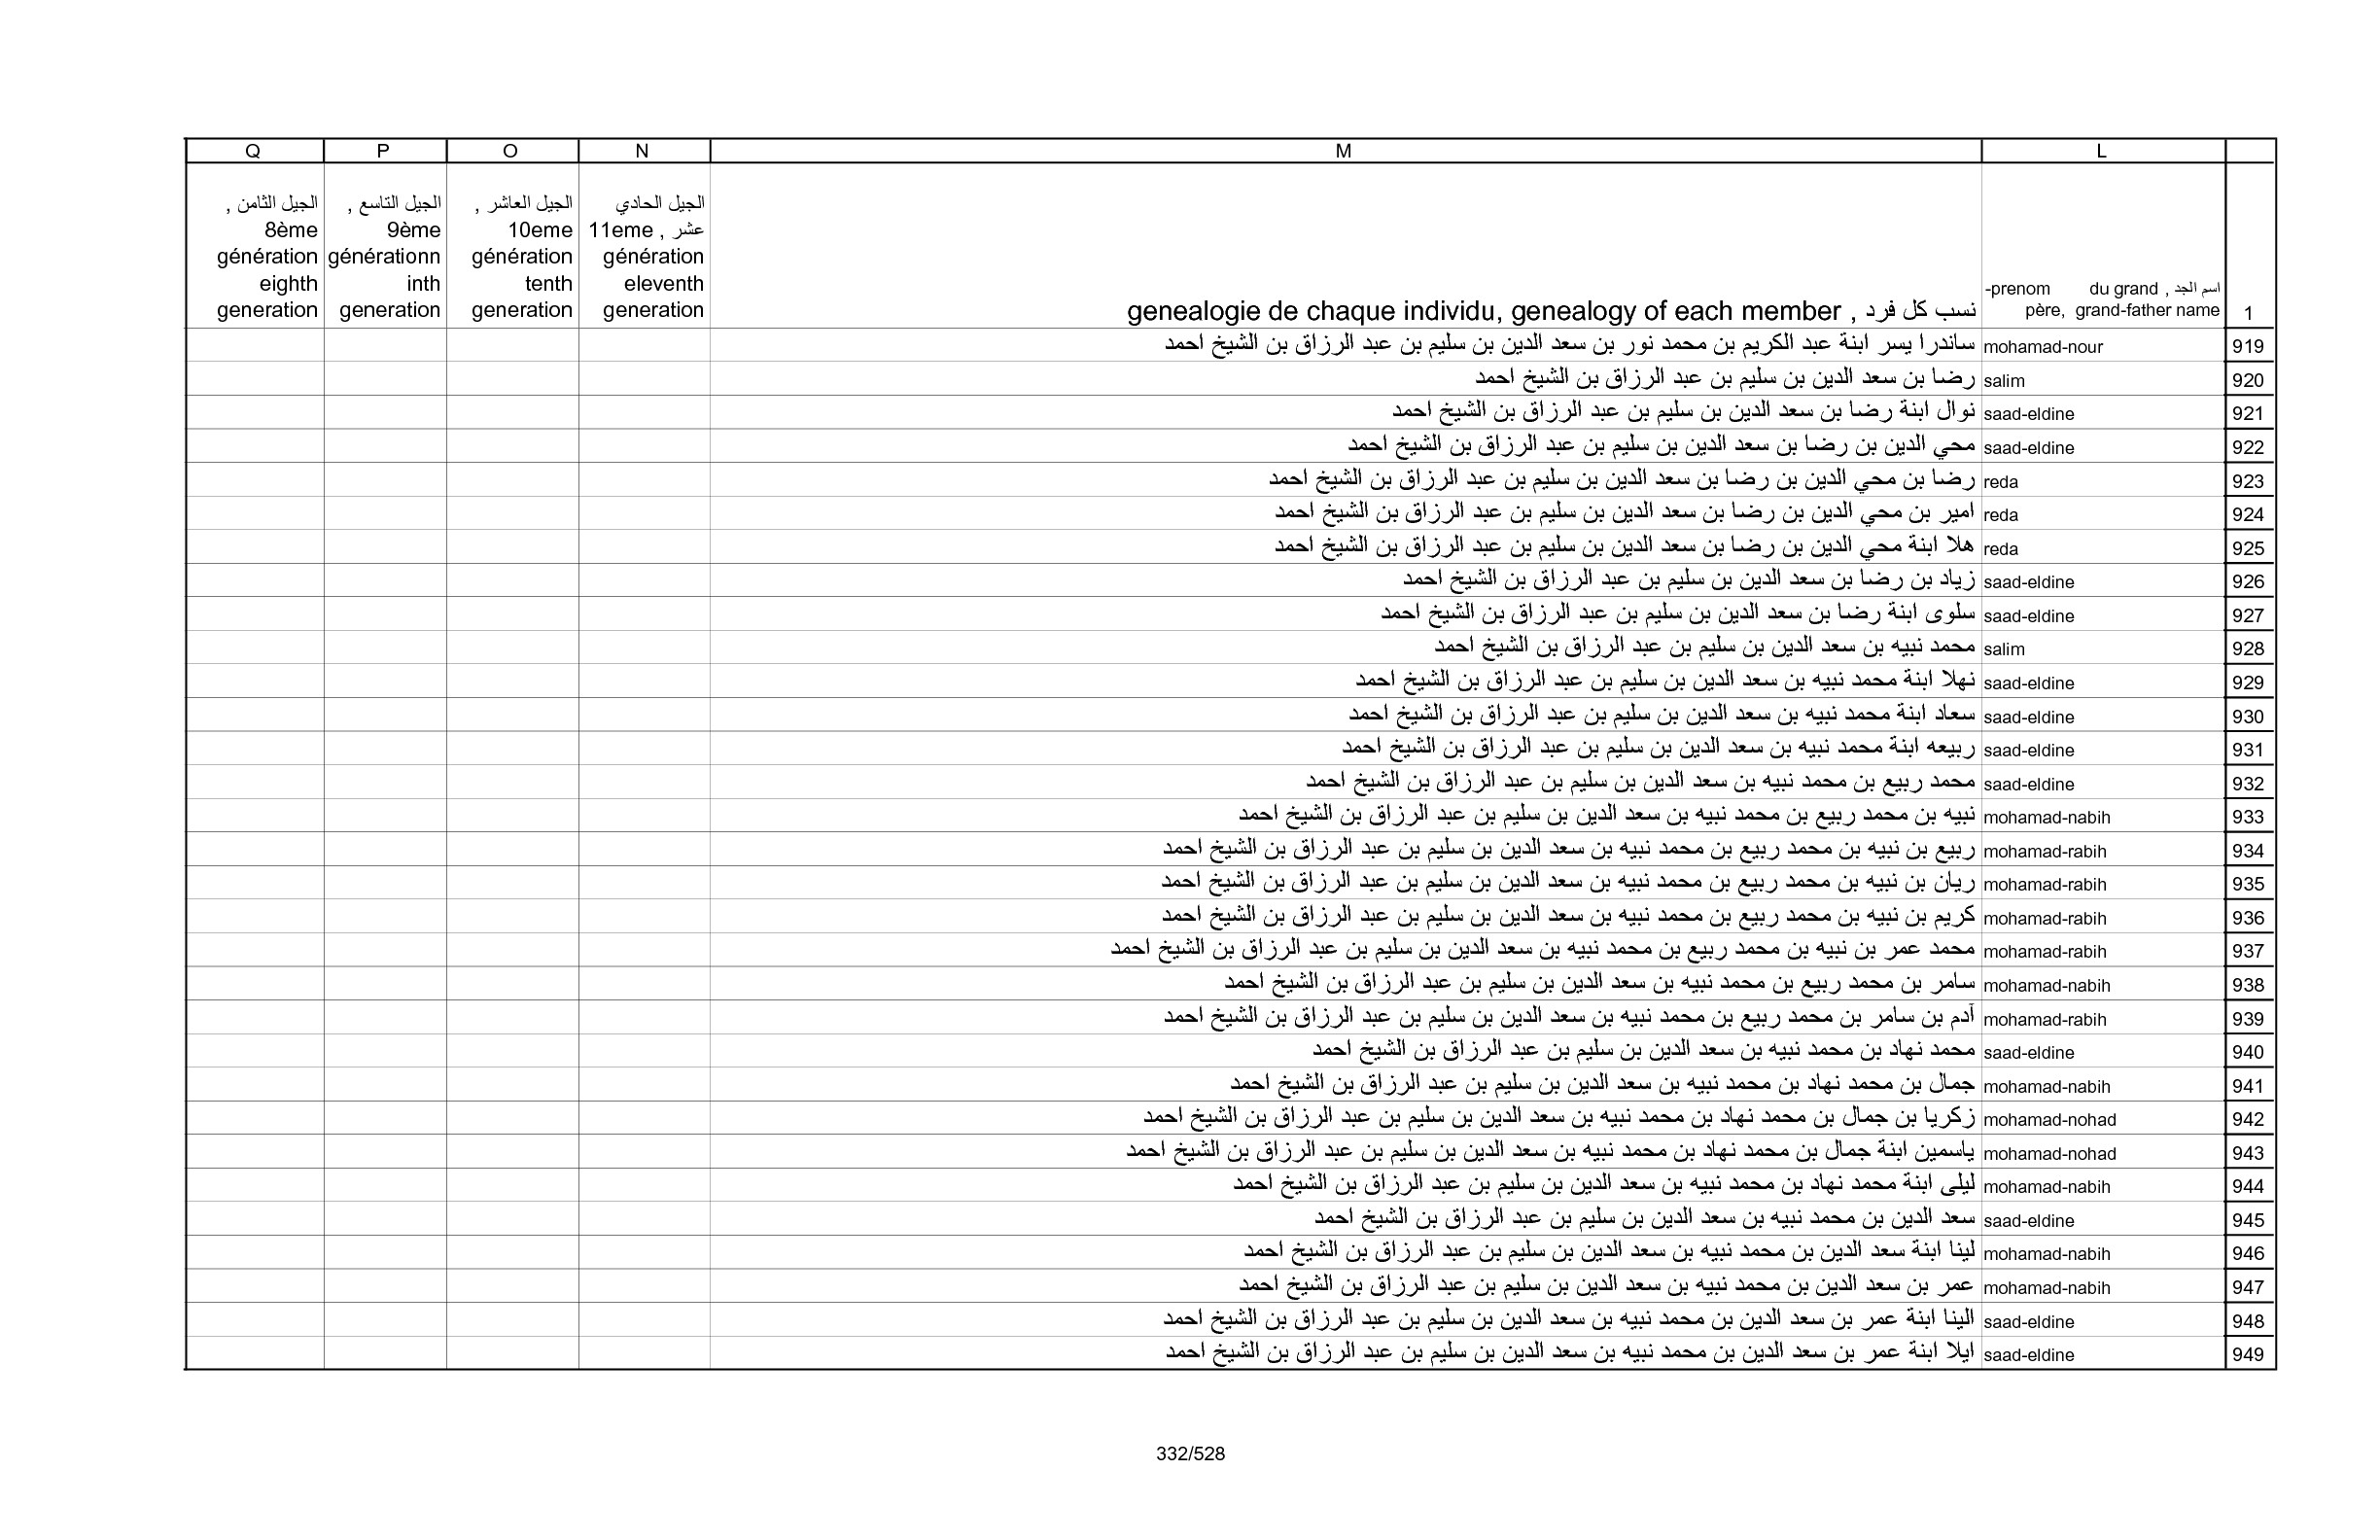 L M N O P Q
1 اسم الجد , prenom- du grand père, grand-father name نسب كل فرد , genealogie de chaque individu, genealogy of each member الجيل الحادي عشر , 11eme génération eleventh generation الجيل العاشر , 10eme génération tenth generation الجيل التاسع , 9ème générationn inth generation الجيل الثامن , 8ème génération eighth generation
919 mohamad-nour ساندرا يسر ابنة عبد الكريم بن محمد نور بن سعد الدين بن سليم بن عبد الرزاق بن الشيخ احمد
920 salim رضا بن سعد الدين بن سليم بن عبد الرزاق بن الشيخ احمد
921 saad-eldine نوال ابنة رضا بن سعد الدين بن سليم بن عبد الرزاق بن الشيخ احمد
922 saad-eldine محي الدين بن رضا بن سعد الدين بن سليم بن عبد الرزاق بن الشيخ احمد
923 reda رضا بن محي الدين بن رضا بن سعد الدين بن سليم بن عبد الرزاق بن الشيخ احمد
924 reda امير بن محي الدين بن رضا بن سعد الدين بن سليم بن عبد الرزاق بن الشيخ احمد
925 reda هلا ابنة محي الدين بن رضا بن سعد الدين بن سليم بن عبد الرزاق بن الشيخ احمد
926 saad-eldine زياد بن رضا بن سعد الدين بن سليم بن عبد الرزاق بن الشيخ احمد
927 saad-eldine سلوى ابنة رضا بن سعد الدين بن سليم بن عبد الرزاق بن الشيخ احمد
928 salim محمد نبيه بن سعد الدين بن سليم بن عبد الرزاق بن الشيخ احمد
929 saad-eldine نهلا ابنة محمد نبيه بن سعد الدين بن سليم بن عبد الرزاق بن الشيخ احمد
930 saad-eldine سعاد ابنة محمد نبيه بن سعد الدين بن سليم بن عبد الرزاق بن الشيخ احمد
931 saad-eldine ربيعه ابنة محمد نبيه بن سعد الدين بن سليم بن عبد الرزاق بن الشيخ احمد
932 saad-eldine محمد ربيع بن محمد نبيه بن سعد الدين بن سليم بن عبد الرزاق بن الشيخ احمد
933 mohamad-nabih نبيه بن محمد ربيع بن محمد نبيه بن سعد الدين بن سليم بن عبد الرزاق بن الشيخ احمد
934 mohamad-rabih ربيع بن نبيه بن محمد ربيع بن محمد نبيه بن سعد الدين بن سليم بن عبد الرزاق بن الشيخ احمد
935 mohamad-rabih ريان بن نبيه بن محمد ربيع بن محمد نبيه بن سعد الدين بن سليم بن عبد الرزاق بن الشيخ احمد
936 mohamad-rabih كريم بن نبيه بن محمد ربيع بن محمد نبيه بن سعد الدين بن سليم بن عبد الرزاق بن الشيخ احمد
937 mohamad-rabih محمد عمر بن نبيه بن محمد ربيع بن محمد نبيه بن سعد الدين بن سليم بن عبد الرزاق بن الشيخ احمد
938 mohamad-nabih سامر بن محمد ربيع بن محمد نبيه بن سعد الدين بن سليم بن عبد الرزاق بن الشيخ احمد
939 mohamad-rabih آدم بن سامر بن محمد ربيع بن محمد نبيه بن سعد الدين بن سليم بن عبد الرزاق بن الشيخ احمد
940 saad-eldine محمد نهاد بن محمد نبيه بن سعد الدين بن سليم بن عبد الرزاق بن الشيخ احمد
941 mohamad-nabih جمال بن محمد نهاد بن محمد نبيه بن سعد الدين بن سليم بن عبد الرزاق بن الشيخ احمد
942 mohamad-nohad زكريا بن جمال بن محمد نهاد بن محمد نبيه بن سعد الدين بن سليم بن عبد الرزاق بن الشيخ احمد
943 mohamad-nohad ياسمين ابنة جمال بن محمد نهاد بن محمد نبيه بن سعد الدين بن سليم بن عبد الرزاق بن الشيخ احمد
944 mohamad-nabih ليلى ابنة محمد نهاد بن محمد نبيه بن سعد الدين بن سليم بن عبد الرزاق بن الشيخ احمد
945 saad-eldine سعد الدين بن محمد نبيه بن سعد الدين بن سليم بن عبد الرزاق بن الشيخ احمد
946 mohamad-nabih لينا ابنة سعد الدين بن محمد نبيه بن سعد الدين بن سليم بن عبد الرزاق بن الشيخ احمد
947 mohamad-nabih عمر بن سعد الدين بن محمد نبيه بن سعد الدين بن سليم بن عبد الرزاق بن الشيخ احمد
948 saad-eldine الينا ابنة عمر بن سعد الدين بن محمد نبيه بن سعد الدين بن سليم بن عبد الرزاق بن الشيخ احمد
949 saad-eldine ايلا ابنة عمر بن سعد الدين بن محمد نبيه بن سعد الدين بن سليم بن عبد الرزاق بن الشيخ احمد
332/528